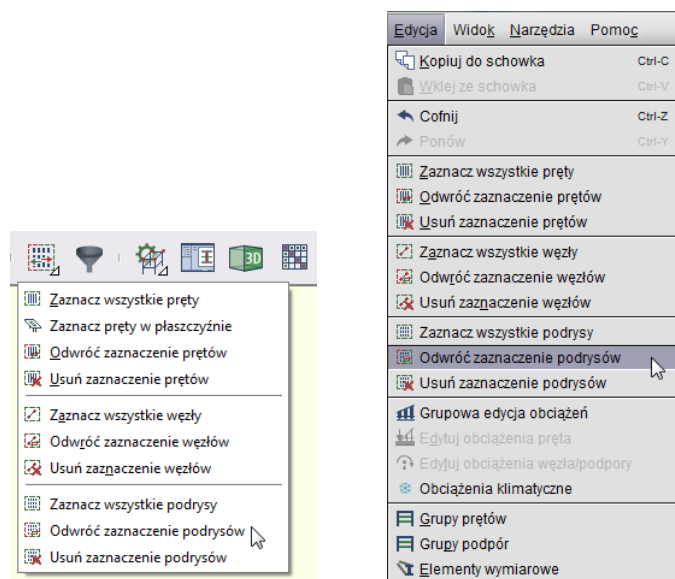 3D
Zaznacz wszystkie pręty
Zaznacz pręty w płaszczyźnie
Odwróć zaznaczenie prętów
Usuń zaznaczenie prętów
Zaznacz wszystkie węzły
Odwróć zaznaczenie węzłów
Usuń zaznaczenie węzłów
Zaznacz wszystkie podrysy
Odwróć zaznaczenie podrysów
Usuń zaznaczenie podrysów
Edycja Widok Narzędzia Pomoc
Kopiuj do schowka Ctrl-C
Wklej ze schowka Ctrl-V
Cofnij Ctrl-Z
Ponów Ctrl-Y
Zaznacz wszystkie pręty
Odwróć zaznaczenie prętów
Usuń zaznaczenie prętów
Zaznacz wszystkie węzły
Odwróć zaznaczenie węzłów
Usuń zaznaczenie węzłów
Zaznacz wszystkie podrysy
Odwróć zaznaczenie podrysów
Usuń zaznaczenie podrysów
Grupowa edycja obciążeń
Edytuj obciążenia pręta
Edytuj obciążenia węzła/podpory
Obciążenia klimatyczne
Grupy prętów
Grupy podpór
Elementy wymiarowe